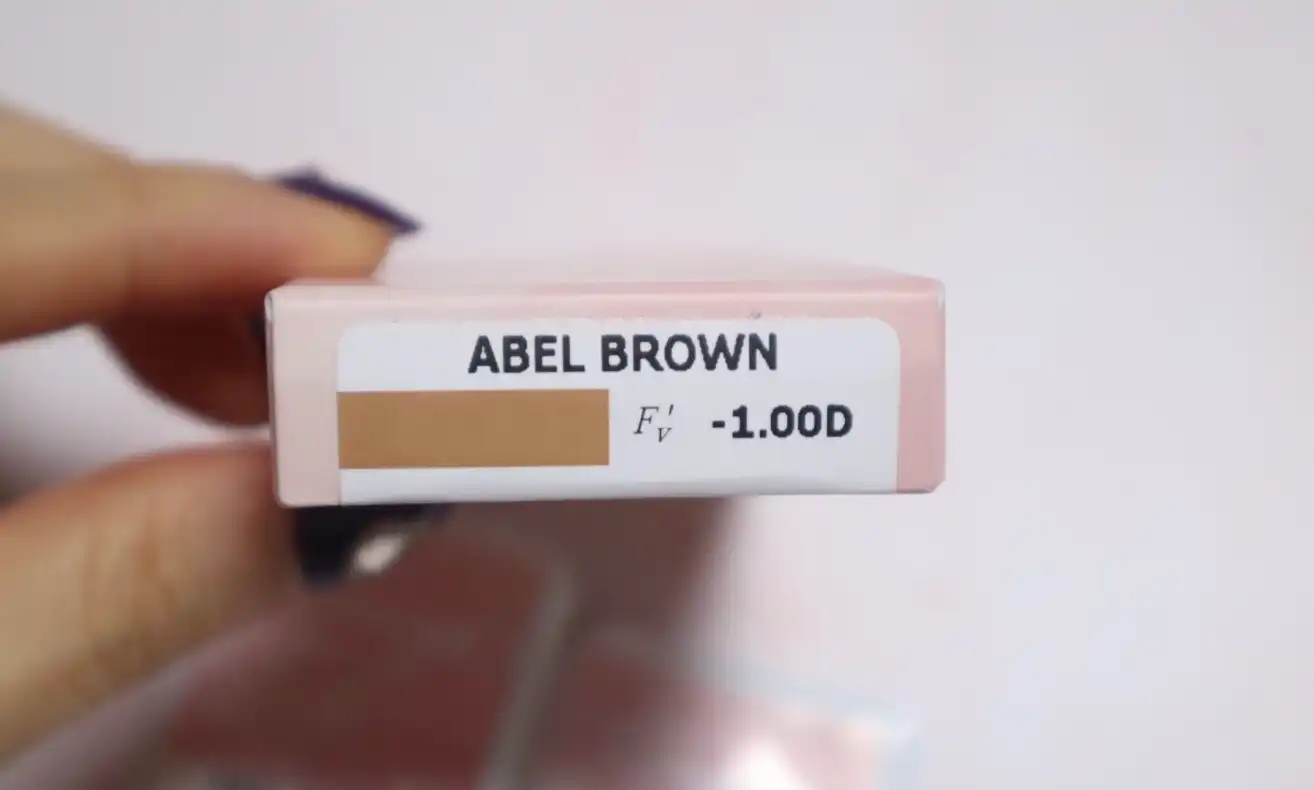 ABEL BROWN
F'v -1.00D